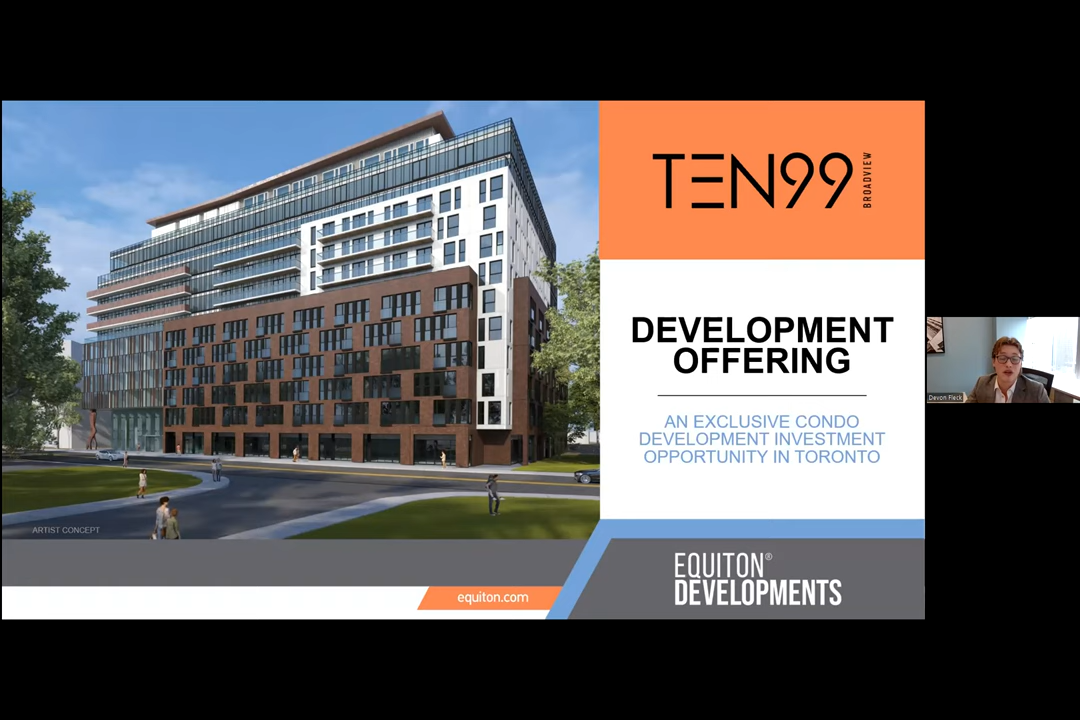 TEN99
BROADVIEW
DEVELOPMENT
OFFERING
AN EXCLUSIVE CONDO
DEVELOPMENT INVESTMENT
OPPORTUNITY IN TORONTO
Devon Fleck
ARTIST CONCEPT
EQUITON®
DEVELOPMENTS
equiton.com